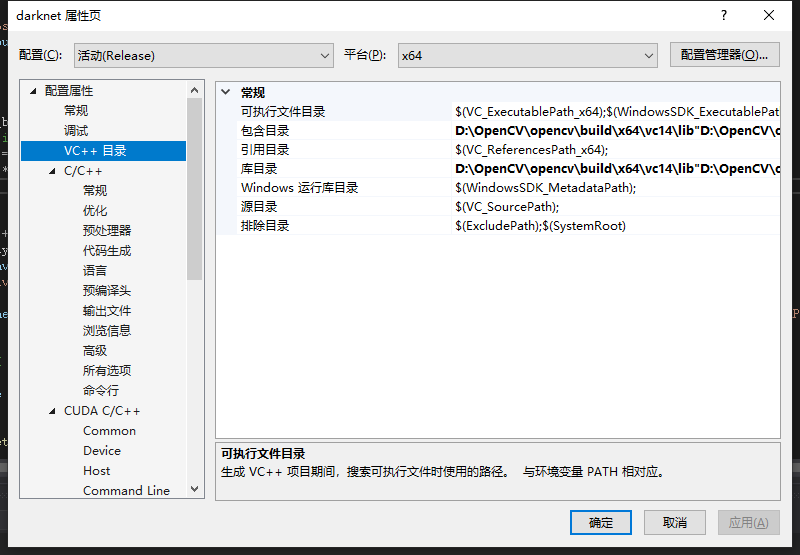 darknet 属性页
配置(C): 活动(Release) 平台(P): x64 配置管理器(O)...
配置属性
常规
调试
VC++ 目录
C/C++
常规
优化
预处理器
代码生成
语言
预编译头
输出文件
浏览信息
高级
所有选项
命令行
CUDA C/C++
Common
Device
Host
Command Line
常规
可执行文件目录 $(VC_ExecutablePath_x64);$(WindowsSDK_ExecutablePat
包含目录 D:\OpenCV\opencv\build\x64\vc14\lib"D:\OpenCV\
引用目录 $(VC_ReferencesPath_x64);
库目录 D:\OpenCV\opencv\build\x64\vc14\lib"D:\OpenCV\
Windows 运行库目录 $(WindowsSDK_MetadataPath);
源目录 $(VC_SourcePath);
排除目录 $(ExcludePath);$(SystemRoot)
可执行文件目录
生成 VC++ 项目期间，搜索可执行文件时使用的路径。 与环境变量 PATH 相对应。
确定 取消 应用(A)